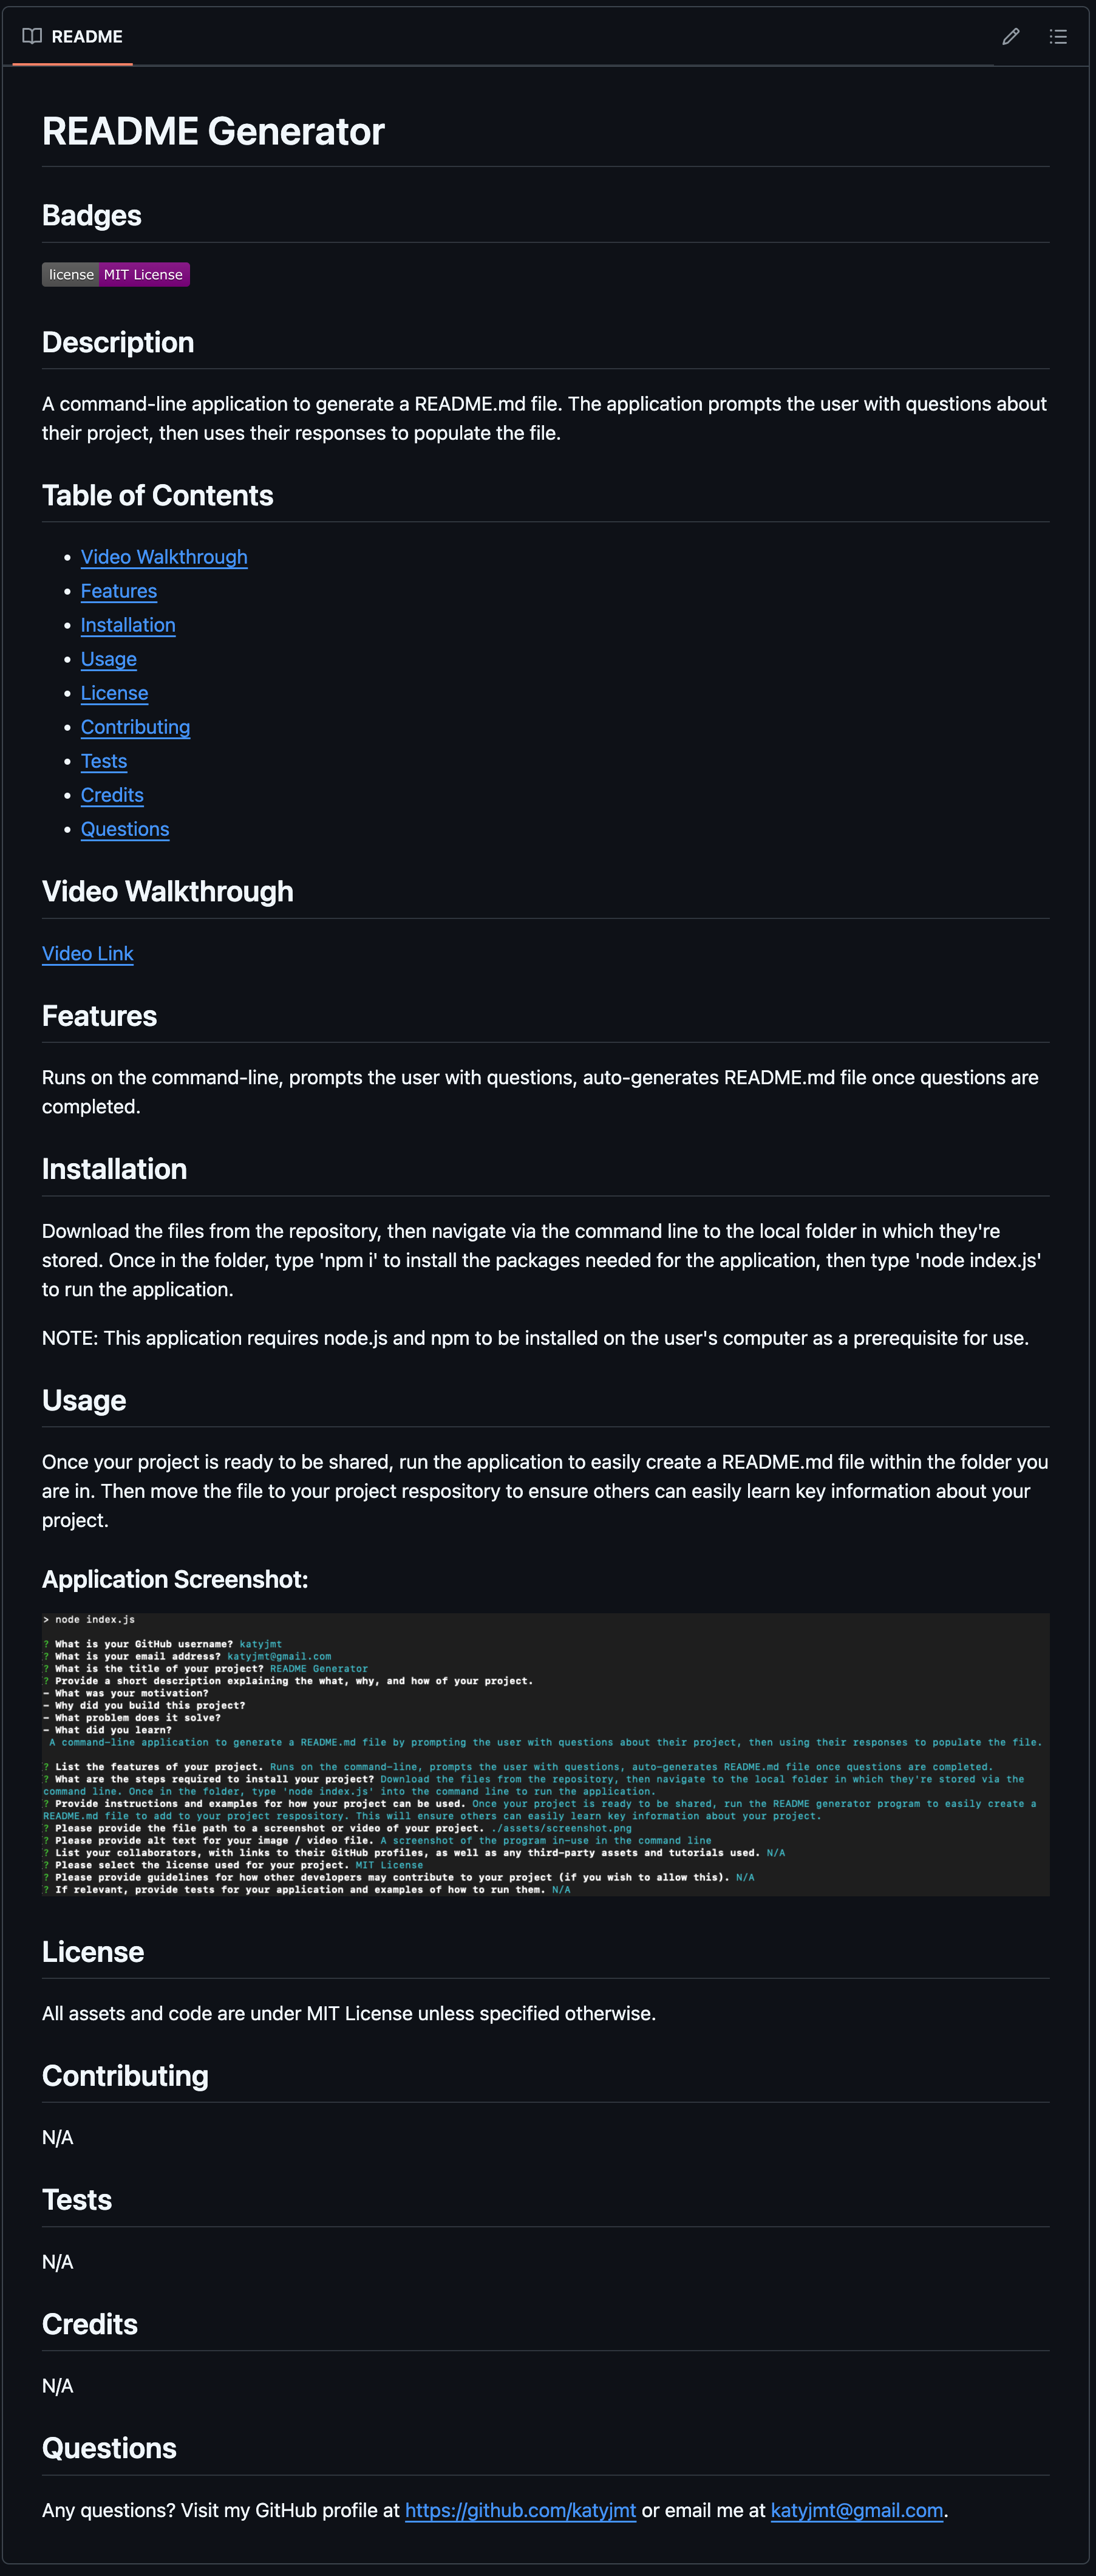 README
README Generator
Badges
license MIT License
Description
A command-line application to generate a README.md file. The application prompts the user with questions about
their project, then uses their responses to populate the file.
Table of Contents
• Video Walkthrough
• Features
• Installation
• Usage
• License
• Contributing
• Tests
• Credits
• Questions
Video Walkthrough
Video Link
Features
Runs on the command-line, prompts the user with questions, auto-generates README.md file once questions are
completed.
Installation
Download the files from the repository, then navigate via the command line to the local folder in which they're
stored. Once in the folder, type 'npm i' to install the packages needed for the application, then type 'node index.js'
to run the application.
NOTE: This application requires node.js and npm to be installed on the user's computer as a prerequisite for use.
Usage
Once your project is ready to be shared, run the application to easily create a README.md file within the folder you
are in. Then move the file to your project respository to ensure others can easily learn key information about your
project.
Application Screenshot:
> node index.js
? What is your GitHub username? katyjmt
? What is your email address? katyjmt@gmail.com
? What is the title of your project? README Generator
? Provide a short description explaining the what, why, and how of your project.
– What was your motivation?
– Why did you build this project?
– What problem does it solve?
– What did you learn?
A command-line application to generate a README.md file by prompting the user with questions about their project, then using their responses to populate the file.
? List the features of your project. Runs on the command-line, prompts the user with questions, auto-generates README.md file once questions are completed.
? What are the steps required to install your project? Download the files from the repository, then navigate to the local folder in which they're stored via the
command line. Once in the folder, type 'node index.js' into the command line to run the application.
? Provide instructions and examples for how your project can be used. Once your project is ready to be shared, run the README generator program to easily create a
README.md file to add to your project respository. This will ensure others can easily learn key information about your project.
? Please provide the file path to a screenshot or video of your project. ./assets/screenshot.png
? Please provide alt text for your image / video file. A screenshot of the program in-use in the command line
? List your collaborators, with links to their GitHub profiles, as well as any third-party assets and tutorials used. N/A
? Please select the license used for your project. MIT License
? Please provide guidelines for how other developers may contribute to your project (if you wish to allow this). N/A
? If relevant, provide tests for your application and examples of how to run them. N/A
License
All assets and code are under MIT License unless specified otherwise.
Contributing
N/A
Tests
N/A
Credits
N/A
Questions
Any questions? Visit my GitHub profile at https://github.com/katyjmt or email me at katyjmt@gmail.com.